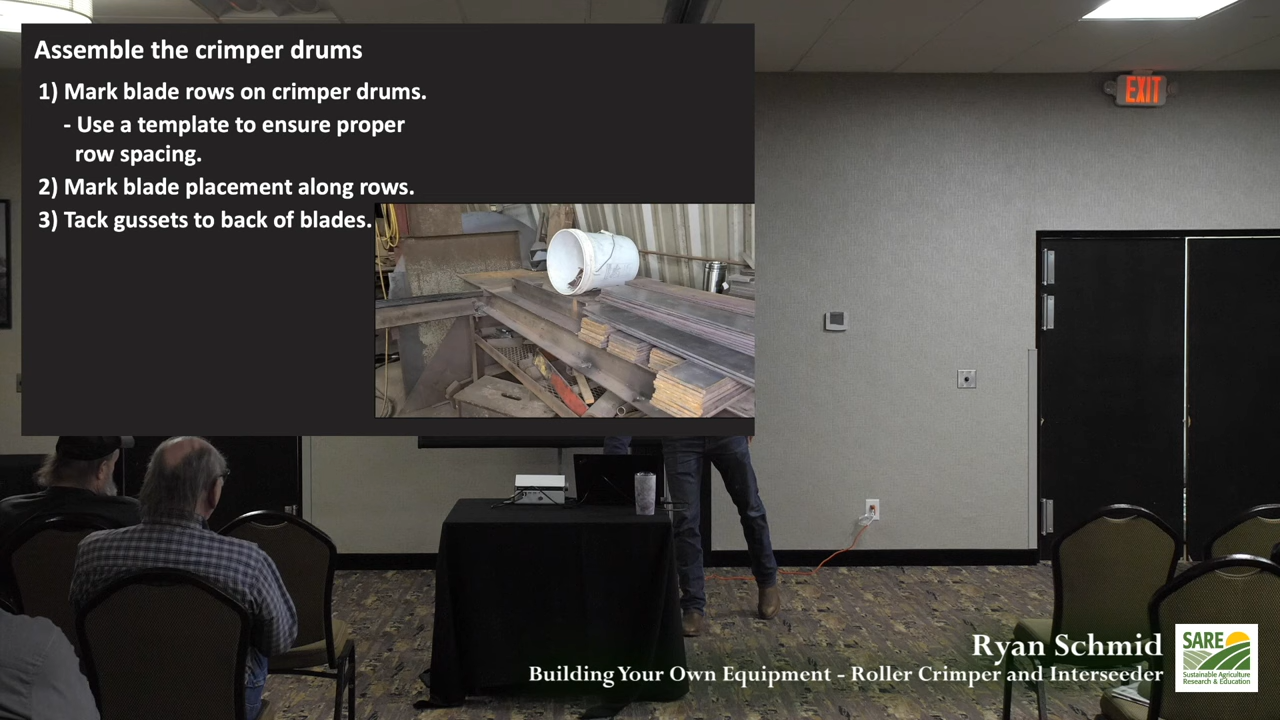 Assemble the crimper drums
1) Mark blade rows on crimper drums.
- Use a template to ensure proper
row spacing.
2) Mark blade placement along rows.
3) Tack gussets to back of blades.
EXIT
Ryan Schmid
Building Your Own Equipment - Roller Crimper and Interseeder
SARE
Sustainable Agriculture
Research & Education